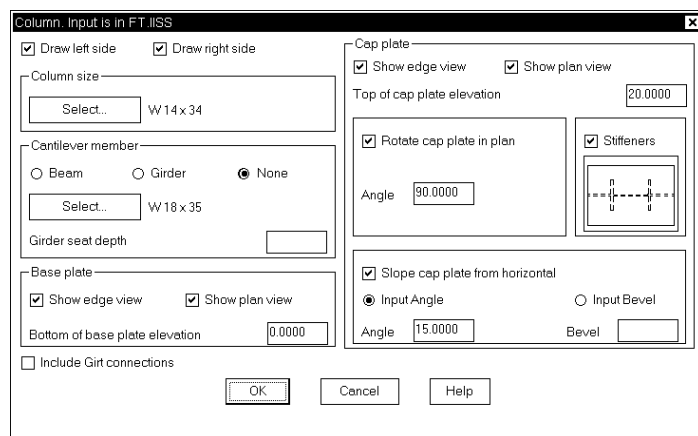 Column. Input is in FT.IISS
Draw left side
Draw right side
Column size
Select...
W 14 x 34
Cantilever member
Beam
Girder
None
Select...
W 18 x 35
Girder seat depth
Base plate
Show edge view
Show plan view
Bottom of base plate elevation
0.0000
Include Girt connections
Cap plate
Show edge view
Show plan view
Top of cap plate elevation
20.0000
Rotate cap plate in plan
Angle
90.0000
Stiffeners
Slope cap plate from horizontal
Input Angle
Input Bevel
Angle
15.0000
Bevel
OK
Cancel
Help